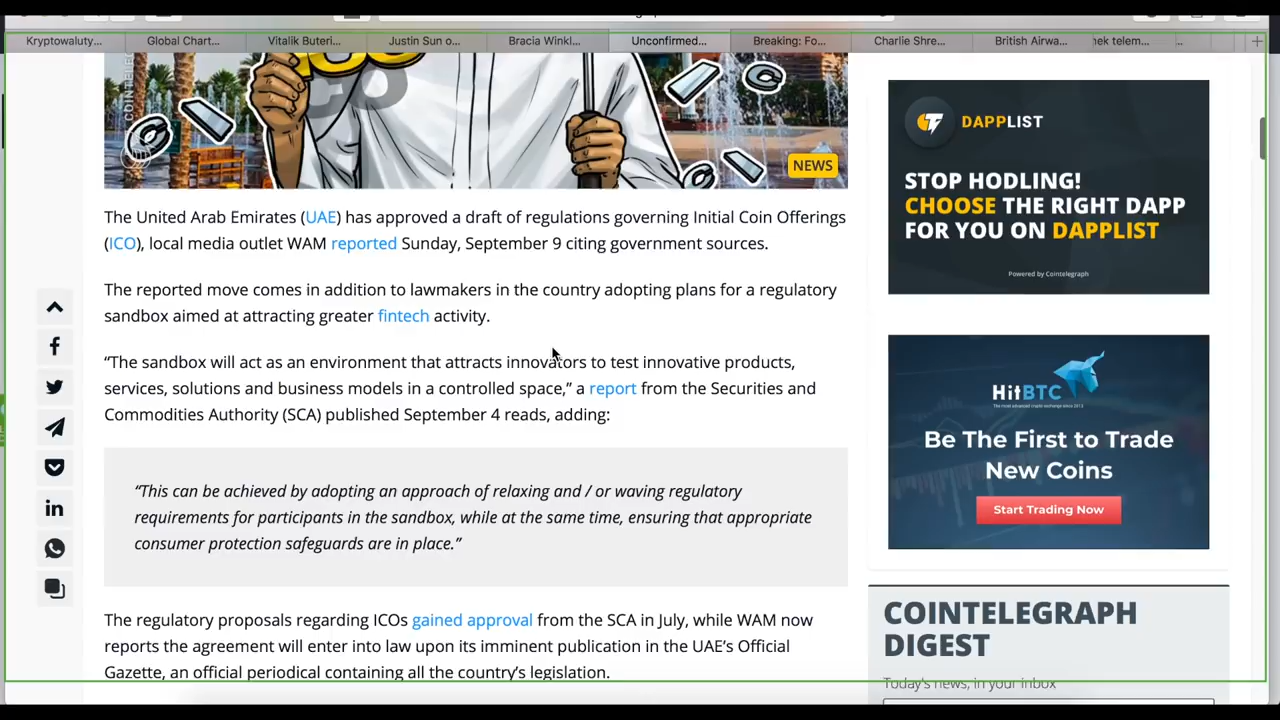 Kryptowaluty...
Global Chart...
Vitalik Buteri...
Justin Sun o...
Bracia Winkl...
Unconfirmed...
Breaking: Fo...
Charlie Shre...
British Airwa...
nek telem...
NEWS
The United Arab Emirates (UAE) has approved a draft of regulations governing Initial Coin Offerings
(ICO), local media outlet WAM reported Sunday, September 9 citing government sources.
The reported move comes in addition to lawmakers in the country adopting plans for a regulatory
sandbox aimed at attracting greater fintech activity.
“The sandbox will act as an environment that attracts innovators to test innovative products,
services, solutions and business models in a controlled space,” a report from the Securities and
Commodities Authority (SCA) published September 4 reads, adding:
“This can be achieved by adopting an approach of relaxing and / or waving regulatory
requirements for participants in the sandbox, while at the same time, ensuring that appropriate
consumer protection safeguards are in place.”
The regulatory proposals regarding ICOs gained approval from the SCA in July, while WAM now
reports the agreement will enter into law upon its imminent publication in the UAE’s Official
Gazette, an official periodical containing all the country’s legislation.
DAPPLIST
STOP HODLING!
CHOOSE THE RIGHT DAPP
FOR YOU ON DAPPLIST
Powered by Cointelegraph
HitBTC
The most advanced crypto exchange since 2013
Be The First to Trade
New Coins
Start Trading Now
COINTELEGRAPH
DIGEST
Today's news, in your inbox